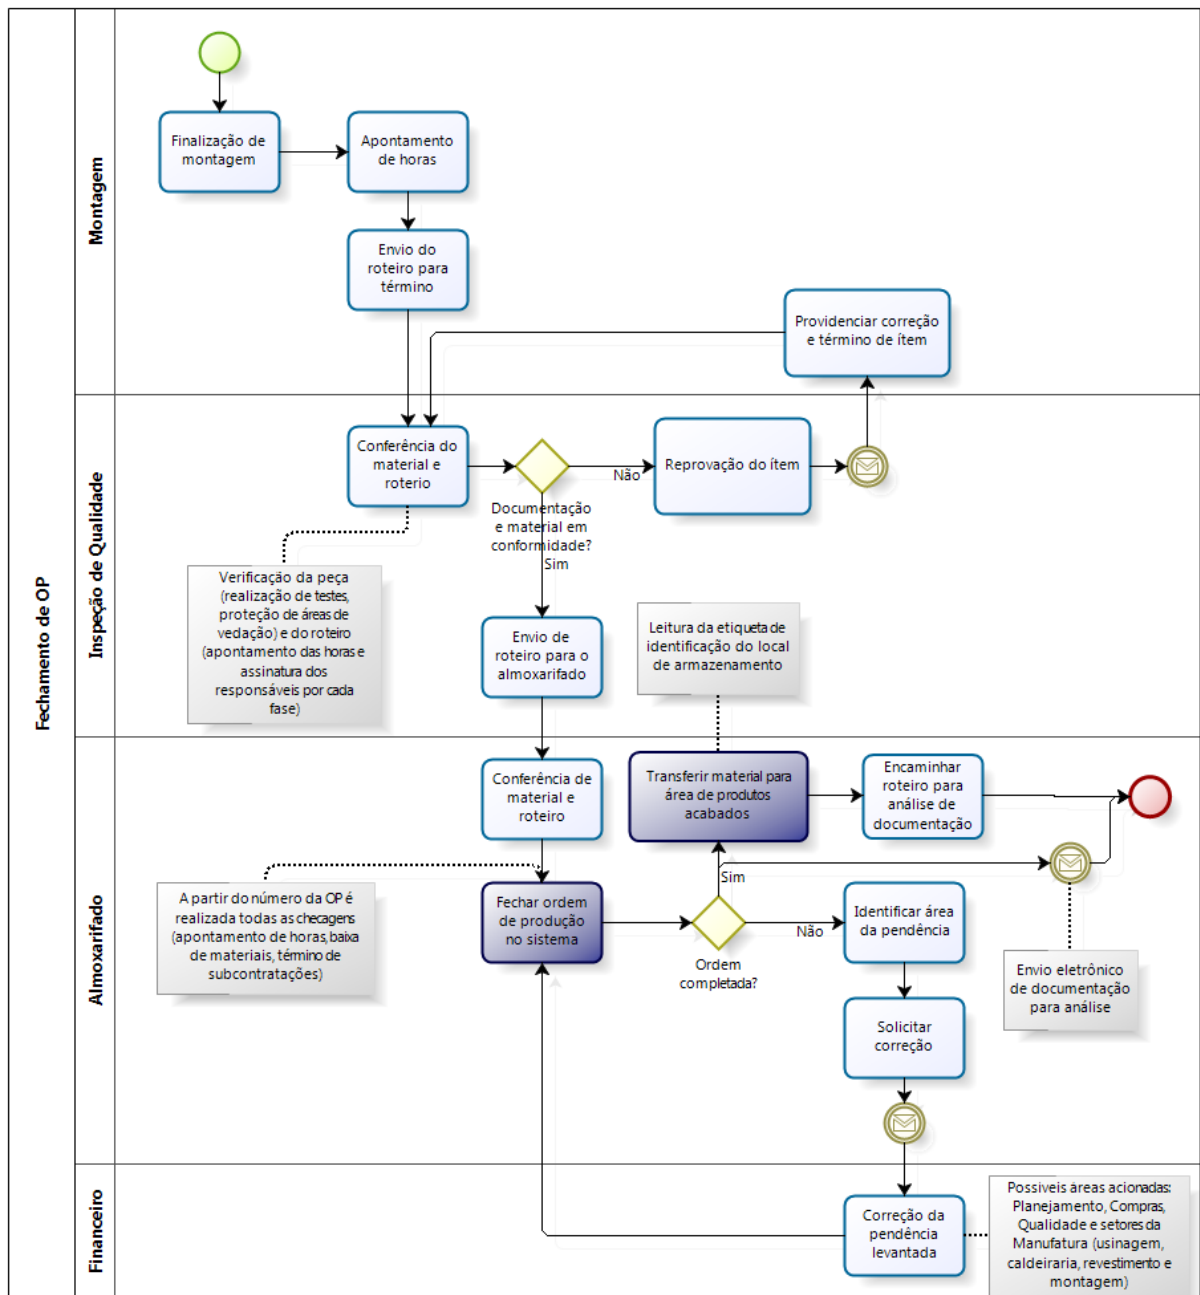 Fechamento de OP
Montagem
Finalização de
montagem
Apontamento
de horas
Envio do
roteiro para
término
Providenciar correção
e término de ítem
Inspeção de Qualidade
Conferência do
material e
roterio
Documentação
e material em
conformidade?
Não
Sim
Reprovação do ítem
Verificação da peça
(realização de testes,
proteção de áreas de
vedação) e do roteiro
(apontamento das horas e
assinatura dos
responsáveis por cada
fase)
Envio de
roteiro para o
almoxarifado
Leitura da etiqueta de
identificação do local
de armazenamento
Almoxarifado
Conferência de
material e
roteiro
Transferir material para
área de produtos
acabados
Encaminhar
roteiro para
análise de
documentação
A partir do número da OP é
realizada todas as checagens
(apontamento de horas, baixa
de materiais, término de
subcontratações)
Fechar ordem
de produção
no sistema
Sim
Ordem
completada?
Não
Identificar área
da pendência
Envio eletrônico
de documentação
para análise
Solicitar
correção
Financeiro
Correção da
pendência
levantada
Possiveis áreas acionadas:
Planejamento, Compras,
Qualidade e setores da
Manufatura (usinagem,
caldeiraria, revestimento e
montagem)